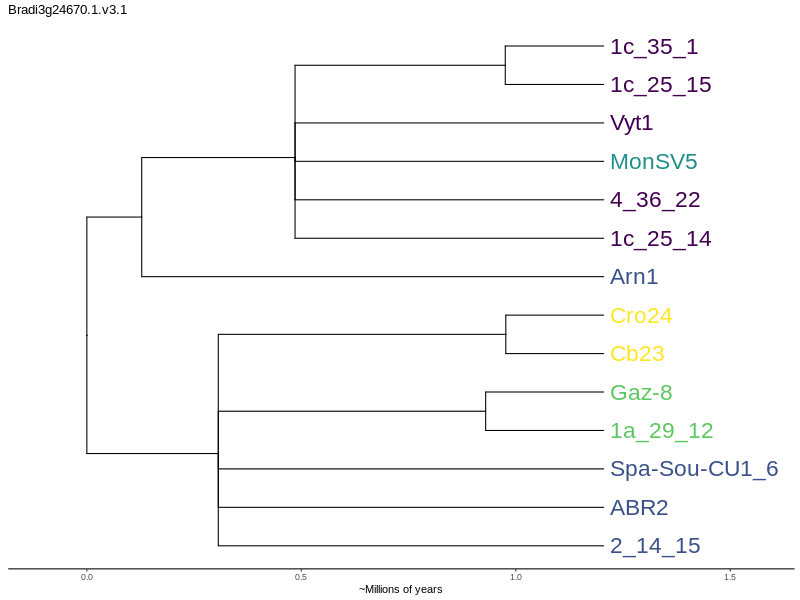 Bradi3g24670.1.v3.1
1c_35_1
1c_25_15
Vyt1
MonSV5
4_36_22
1c_25_14
Arn1
Cro24
Cb23
Gaz-8
1a_29_12
Spa-Sou-CU1_6
ABR2
2_14_15
0.0 0.5 1.0 1.5
~Millions of years